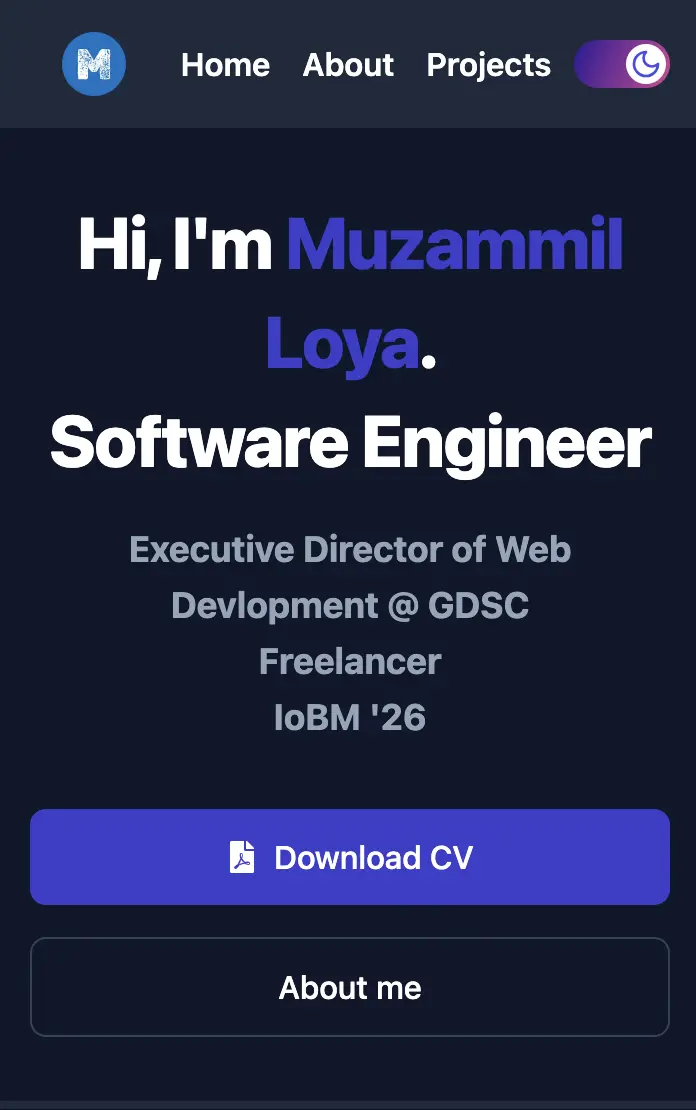 M
Home About Projects
Hi, I'm Muzammil
Loya.
Software Engineer
Executive Director of Web
Devlopment @ GDSC
Freelancer
IoBM '26
Download CV
About me